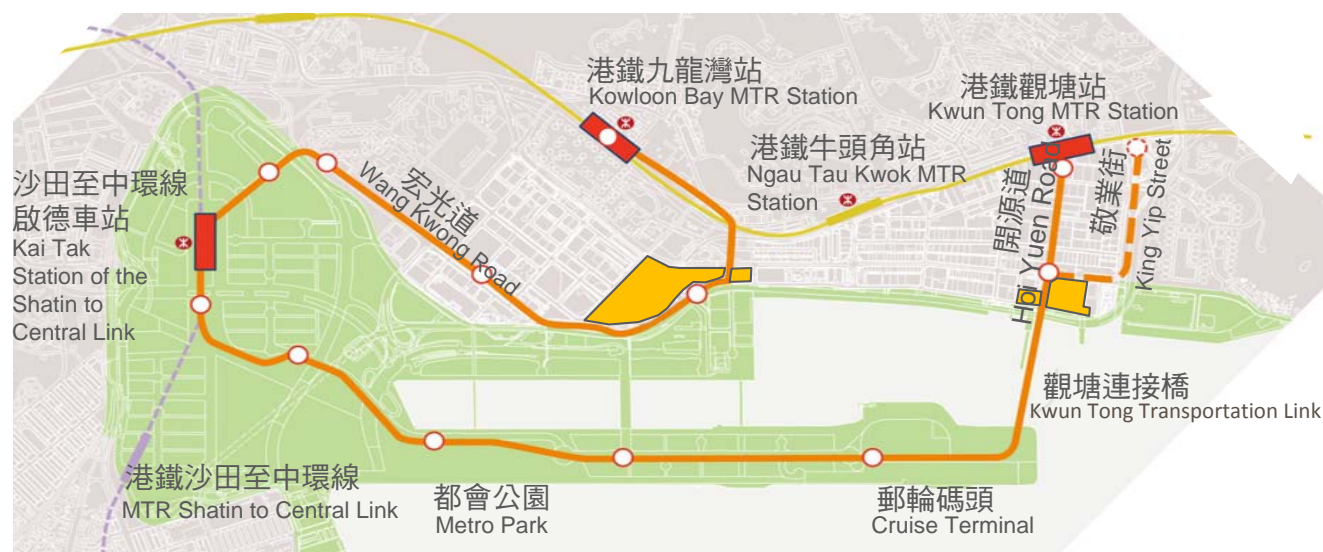 港鐵九龍灣站
Kowloon Bay MTR Station
港鐵觀塘站
Kwun Tong MTR Station
港鐵牛頭角站
Ngau Tau Kwok MTR
Station
沙田至中環線
啟德車站
Kai Tak
Station of the
Shatin to
Central Link
宏光道
Wang Kwong Road
開源道
Hoi Yuen Road
敬業街
King Yip Street
觀塘連接橋
Kwun Tong Transportation Link
港鐵沙田至中環線
MTR Shatin to Central Link
都會公園
Metro Park
郵輪碼頭
Cruise Terminal